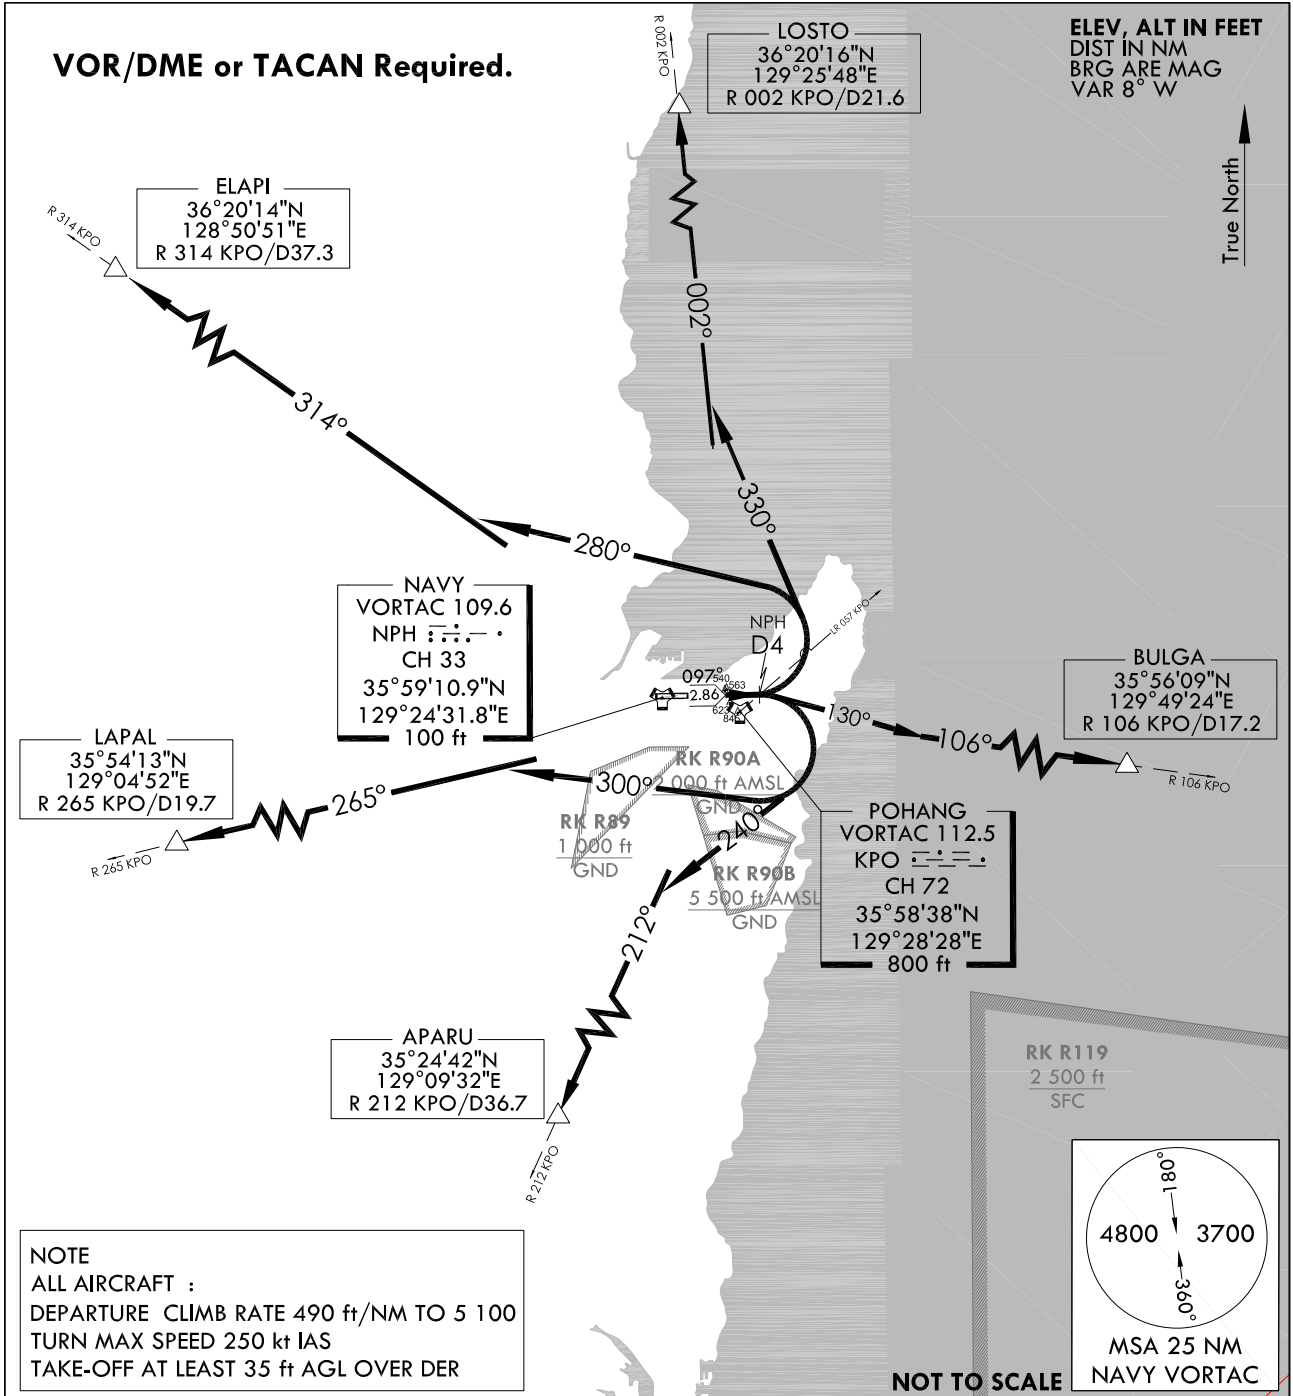 VOR/DME or TACAN Required.
R 002 KPO
LOSTO
36°20'16"N
129°25'48"E
R 002 KPO/D21.6
ELEV, ALT IN FEET
DIST IN NM
BRG ARE MAG
VAR 8° W
True North
ELAPI
36°20'14"N
128°50'51"E
R 314 KPO/D37.3
R 314 KPO
002°
314°
330°
280°
NAVY
VORTAC 109.6
NPH
CH 33
35°59'10.9"N
129°24'31.8"E
100 ft
NPH
D4
LR 057 KPO
097°
2.86
540
563
623
845
130°
106°
BULGA
35°56'09"N
129°49'24"E
R 106 KPO/D17.2
R 106 KPO
LAPAL
35°54'13"N
129°04'52"E
R 265 KPO/D19.7
R 265 KPO
265°
300°
RK R90A
2 000 ft AMSL
GND
RK R89
1 000 ft
GND
240°
RK R90B
5 500 ft AMSL
GND
POHANG
VORTAC 112.5
KPO
CH 72
35°58'38"N
129°28'28"E
800 ft
212°
APARU
35°24'42"N
129°09'32"E
R 212 KPO/D36.7
R 212 KPO
RK R119
2 500 ft
SFC
NOTE
ALL AIRCRAFT :
DEPARTURE CLIMB RATE 490 ft/NM TO 5 100
TURN MAX SPEED 250 kt IAS
TAKE-OFF AT LEAST 35 ft AGL OVER DER
180°
4800 3700
360°
MSA 25 NM
NAVY VORTAC
NOT TO SCALE